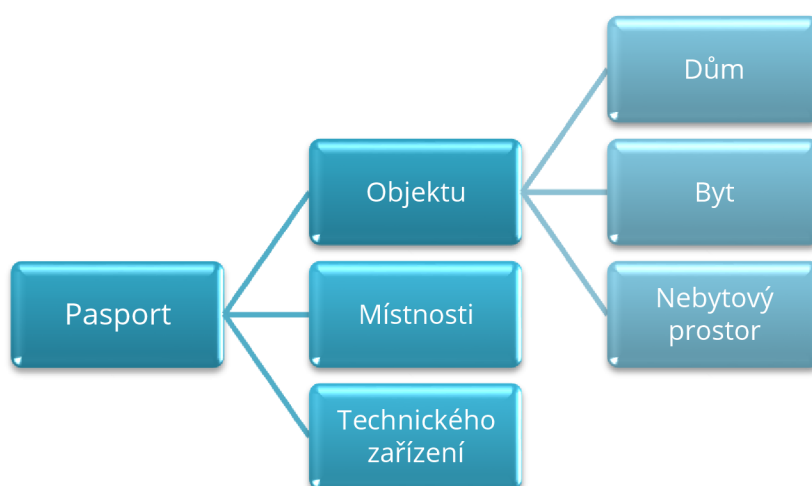 Dům
Objektu
Byt
Pasport
Místnosti
Nebytový
prostor
Technického
zařízení